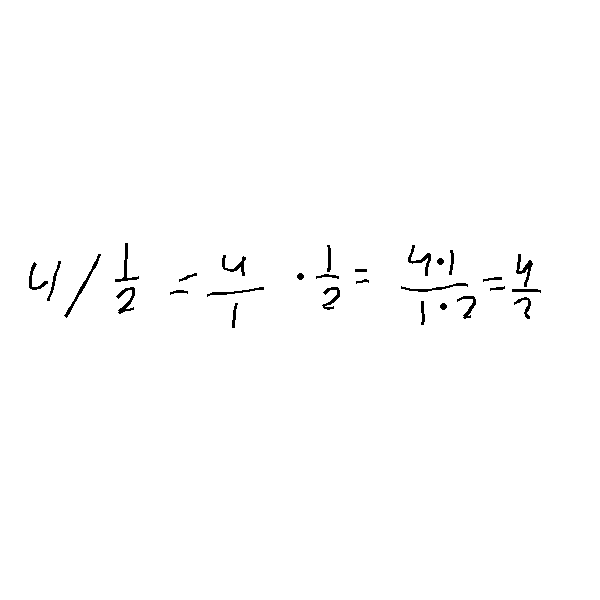 4 / 1/2 = 4/1 · 1/2 = 4·1/1·2 = 4/2